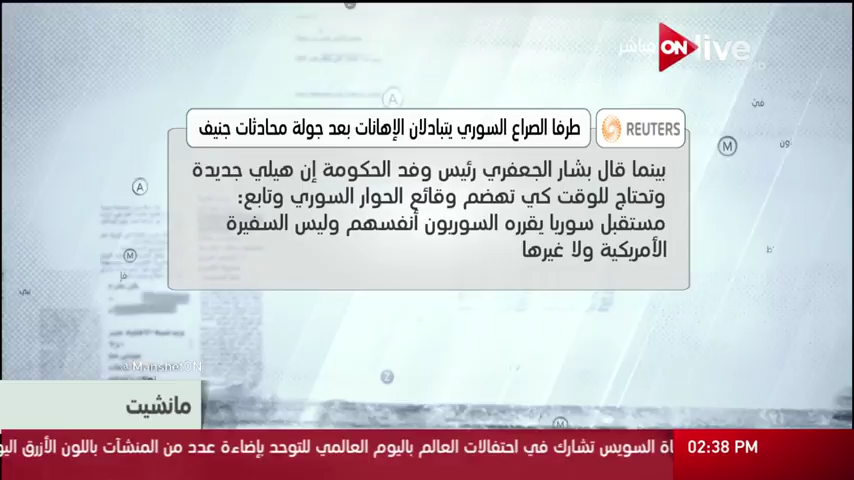 مباشر ON live
REUTERS
طرفا الصراع السوري يتبادلان الإهانات بعد جولة محادثات جنيف
بينما قال بشار الجعفري رئيس وفد الحكومة إن هيلي جديدة
وتحتاج للوقت كي تهضم وقائع الحوار السوري وتابع:
مستقبل سوريا يقرره السوريون أنفسهم وليس السفيرة
الأمريكية ولا غيرها
مانشيت
اة السويس تشارك في احتفالات العالم باليوم العالمي للتوحد بإضاءة عدد من المنشآت باللون الأزرق اليو
02:38 PM